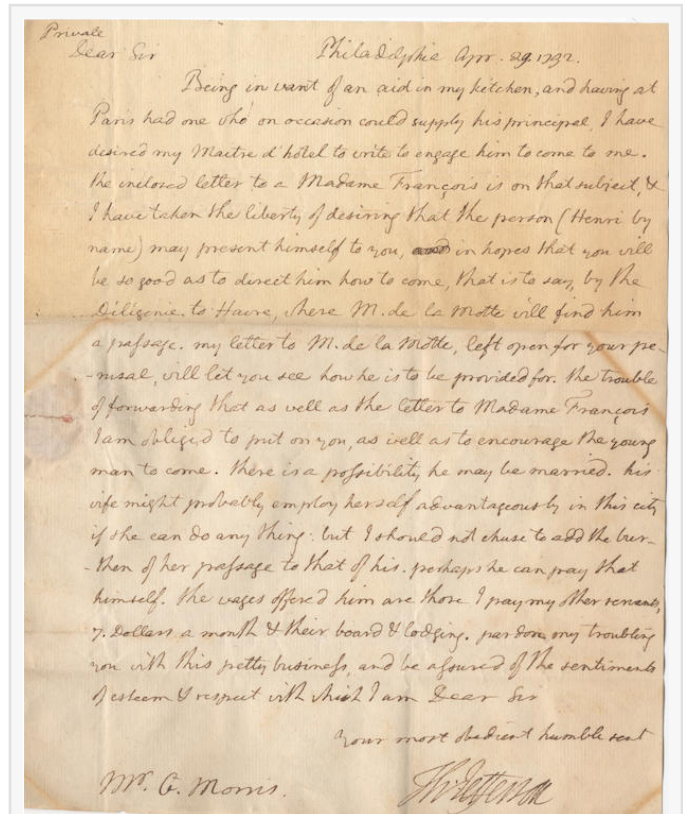 Private
Dear Sir Philadelphia Apr. 29. 1792.
Being in want of an aid in my kitchen, and having at
Paris had one who on occasion could supply his principal, I have
desired my Maitre d'hotel to write to engage him to come to me.
the inclosed letter to a Madame François is on that subject, &
I have taken the liberty of desiring that the person (Henri by
name) may present himself to you, in hopes that you will
be so good as to direct him how to come, that is to say, by the
Diligence to Havre, where M. de la Motte will find him
a passage. my letter to M. de la Motte, left open for your pe-
-rusal, will let you see how he is to be provided for. the trouble
of forwarding that as well as the letter to Madame François
I am obliged to put on you, as well as to encourage the young
man to come. there is a possibility he may be married. his
wife might probably employ herself advantageously in this city
if she can do any thing: but I should not chuse to add the bur-
-then of her passage to that of his. perhaps he can pay that
himself. the wages offered him are those I pay my other servants,
7. Dollars a month & their board & lodging. pardon my troubling
you with this petty business, and be assured of the sentiments
of esteem & respect with which I am Dear Sir
your most obedient humble servt
Mr. G. Morris. Th: Jefferson